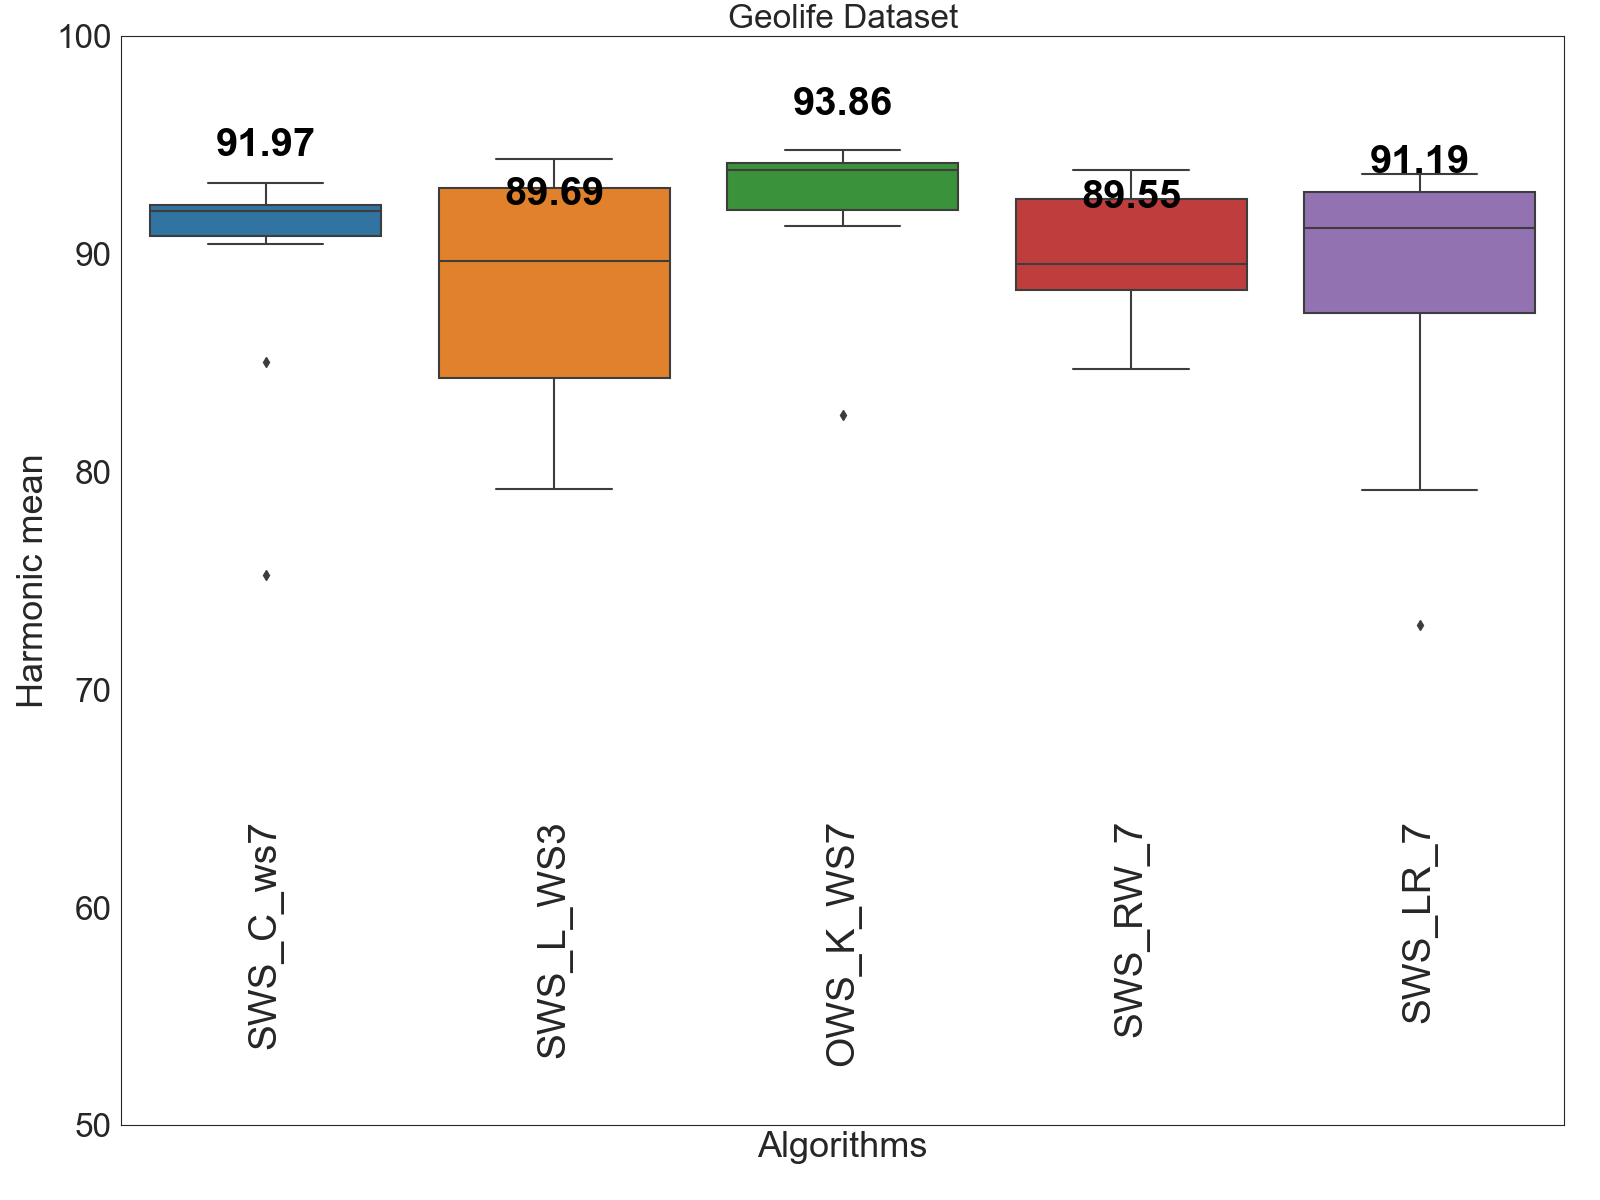 Geolife Dataset
100
90
80
70
60
50
Harmonic mean
91.97
89.69
93.86
89.55
91.19
SWS_C_ws7
SWS_L_WS3
OWS_K_WS7
SWS_RW_7
SWS_LR_7
Algorithms